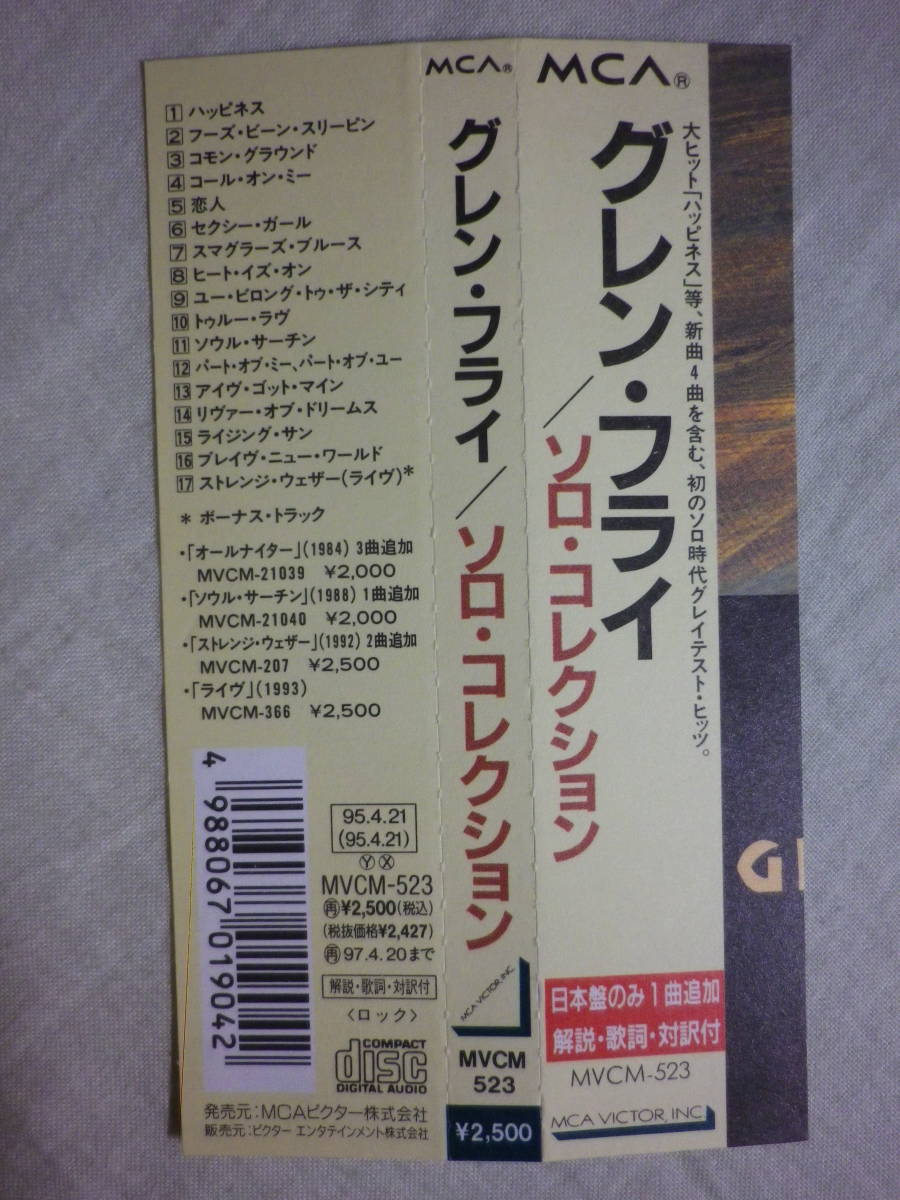 MCA®
グレン・フライ／ソロ・コレクション
大ヒット「ハッピネス」等、新曲4曲を含む、初のソロ時代グレイテスト・ヒッツ。
日本盤のみ1曲追加
解説・歌詞・対訳付
MVCM-523
MCA VICTOR, INC.
G
MCA®
グレン・フライ／ソロ・コレクション
MCA VICTOR, INC.
MVCM
523
¥2,500
1 ハッピネス
2 フーズ・ビーン・スリーピン
3 コモン・グラウンド
4 コール・オン・ミー
5 恋人
6 セクシー・ガール
7 スマグラーズ・ブルース
8 ヒート・イズ・オン
9 ユー・ビロング・トゥ・ザ・シティ
10 トゥルー・ラヴ
11 ソウル・サーチン
12 パート・オブ・ミー、パート・オブ・ユー
13 アイヴ・ゴット・マイン
14 リヴァー・オブ・ドリームス
15 ライジング・サン
16 ブレイヴ・ニュー・ワールド
17 ストレンジ・ウェザー(ライヴ)*
* ボーナス・トラック
・「オールナイター」(1984) 3曲追加
MVCM-21039 ¥2,000
・「ソウル・サーチン」(1988) 1曲追加
MVCM-21040 ¥2,000
・「ストレンジ・ウェザー」(1992) 2曲追加
MVCM-207 ¥2,500
・「ライヴ」(1993)
MVCM-366 ¥2,500
4 988067 019042
95.4.21
(95.4.21)
Ⓨ Ⓧ
MVCM-523
㊢¥2,500(税込)
(税抜価格¥2,427)
再97.4.20まで
解説・歌詞・対訳付
〈ロック〉
COMPACT
disc
DIGITAL AUDIO
発売元:MCAビクター株式会社
販売元:ビクター エンタテインメント株式会社